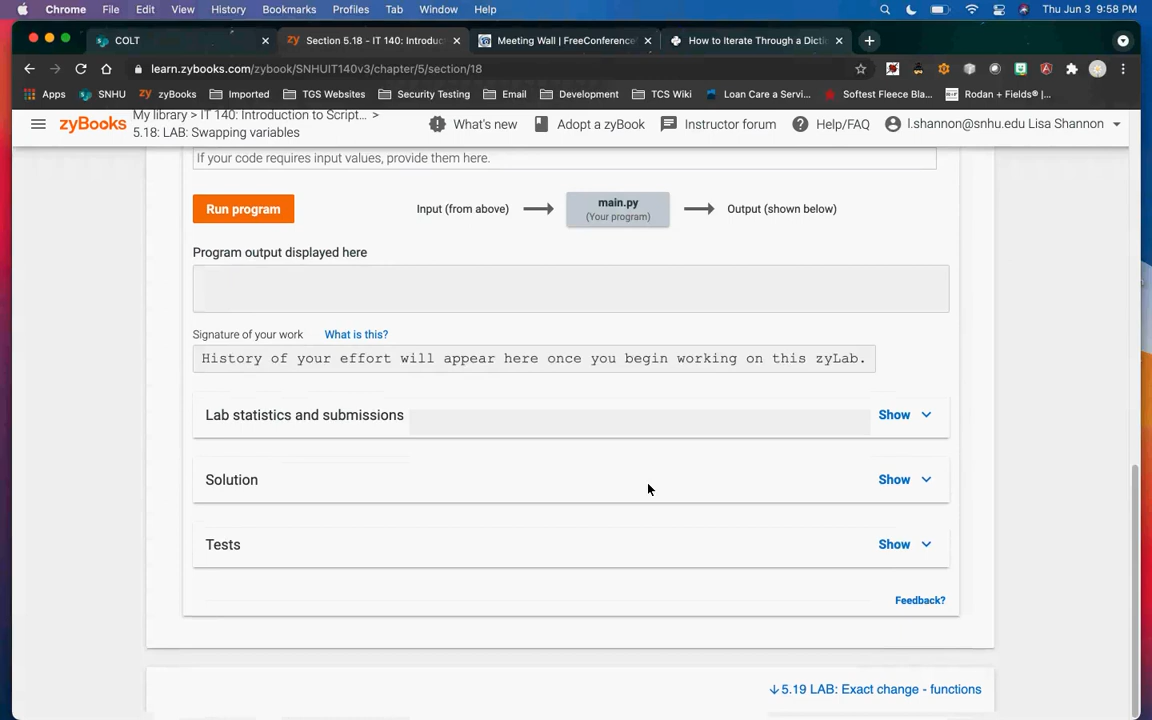 Chrome File Edit View History Bookmarks Profiles Tab Window Help Thu Jun 3 9:58 PM
COLT × zy Section 5.18 - IT 140: Introduc × Meeting Wall | FreeConference × How to Iterate Through a Dictic × +
learn.zybooks.com/zybook/SNHUIT140v3/chapter/5/section/18
Apps SNHU zy zyBooks Imported TGS Websites Security Testing Email Development TCS Wiki Loan Care a Servi... Softest Fleece Bla... R+F Rodan + Fields® |...
zyBooks My library > IT 140: Introduction to Script... >
5.18: LAB: Swapping variables
What's new Adopt a zyBook Instructor forum Help/FAQ l.shannon@snhu.edu Lisa Shannon
If your code requires input values, provide them here.
Run program Input (from above) main.py (Your program) Output (shown below)
Program output displayed here
Signature of your work What is this?
History of your effort will appear here once you begin working on this zyLab.
Lab statistics and submissions Show
Solution Show
Tests Show
Feedback?
↓ 5.19 LAB: Exact change - functions